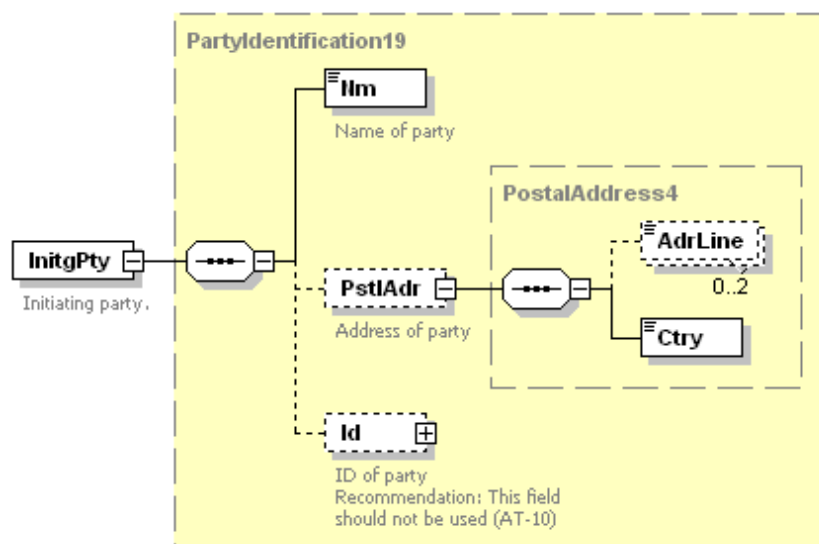 PartyIdentification19
Nm
Name of party
PostalAddress4
AdrLine
0..2
InitgPty
Initiating party.
PstlAdr
Address of party
Ctry
Id
ID of party
Recommendation: This field
should not be used (AT-10)